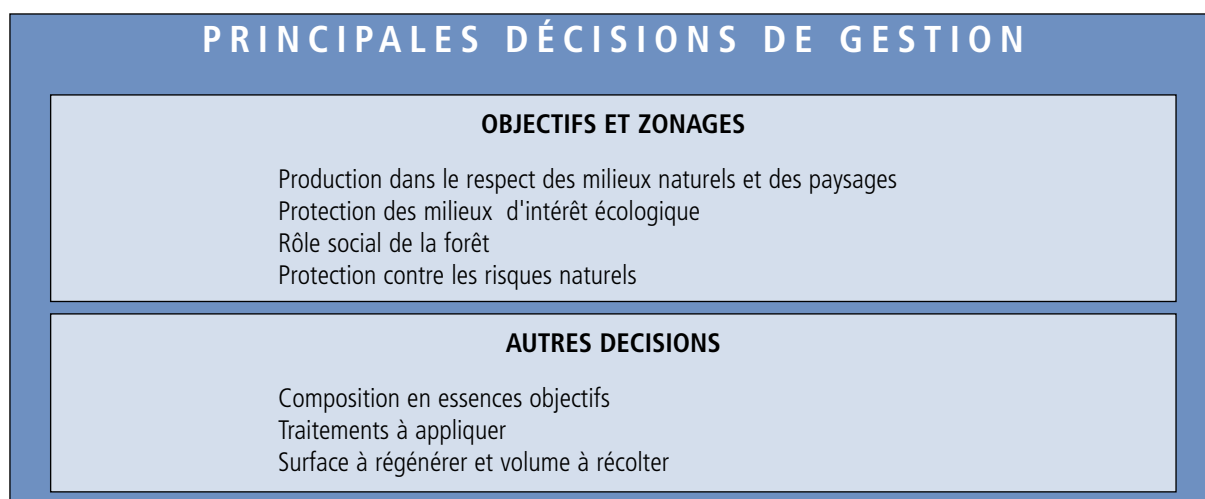 PRINCIPALES DÉCISIONS DE GESTION
OBJECTIFS ET ZONAGES
Production dans le respect des milieux naturels et des paysages
Protection des milieux d'intérêt écologique
Rôle social de la forêt
Protection contre les risques naturels
AUTRES DECISIONS
Composition en essences objectifs
Traitements à appliquer
Surface à régénérer et volume à récolter